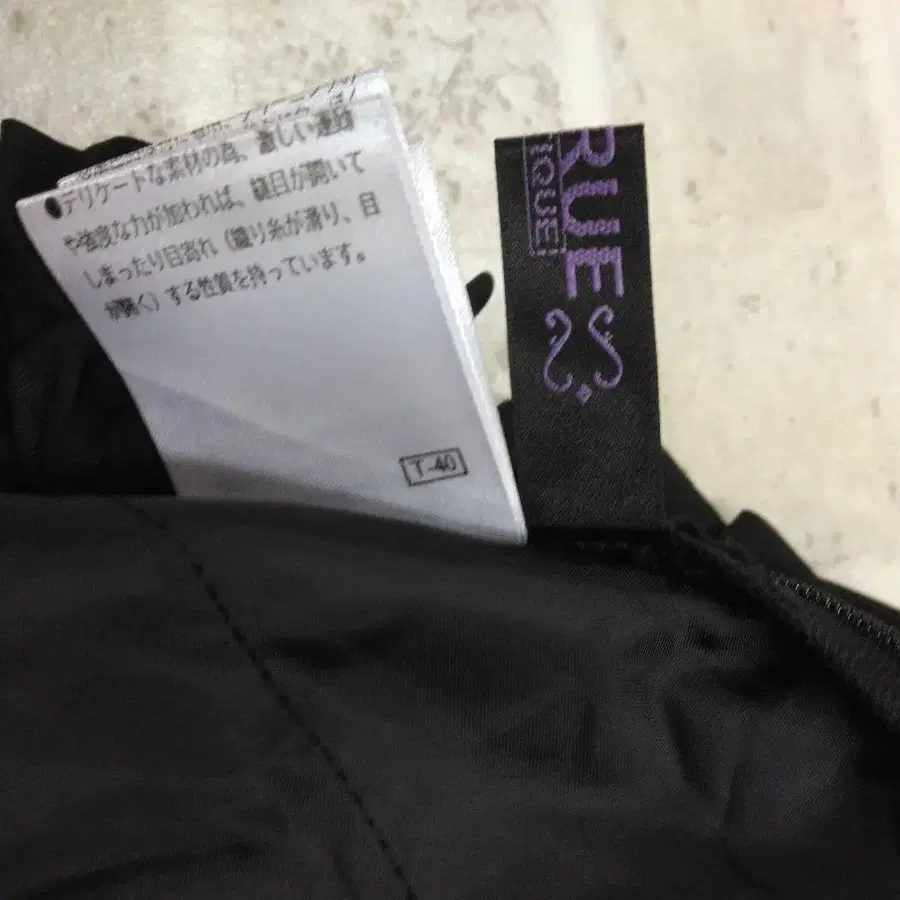 ●デリケートな素材の為、激しい運動
や強度な力が加われば、縫目が開いて
しまったり目寄れ（織り糸が滑り、目
が開く）する性質を持っています。
T-40
RUE
IQUE